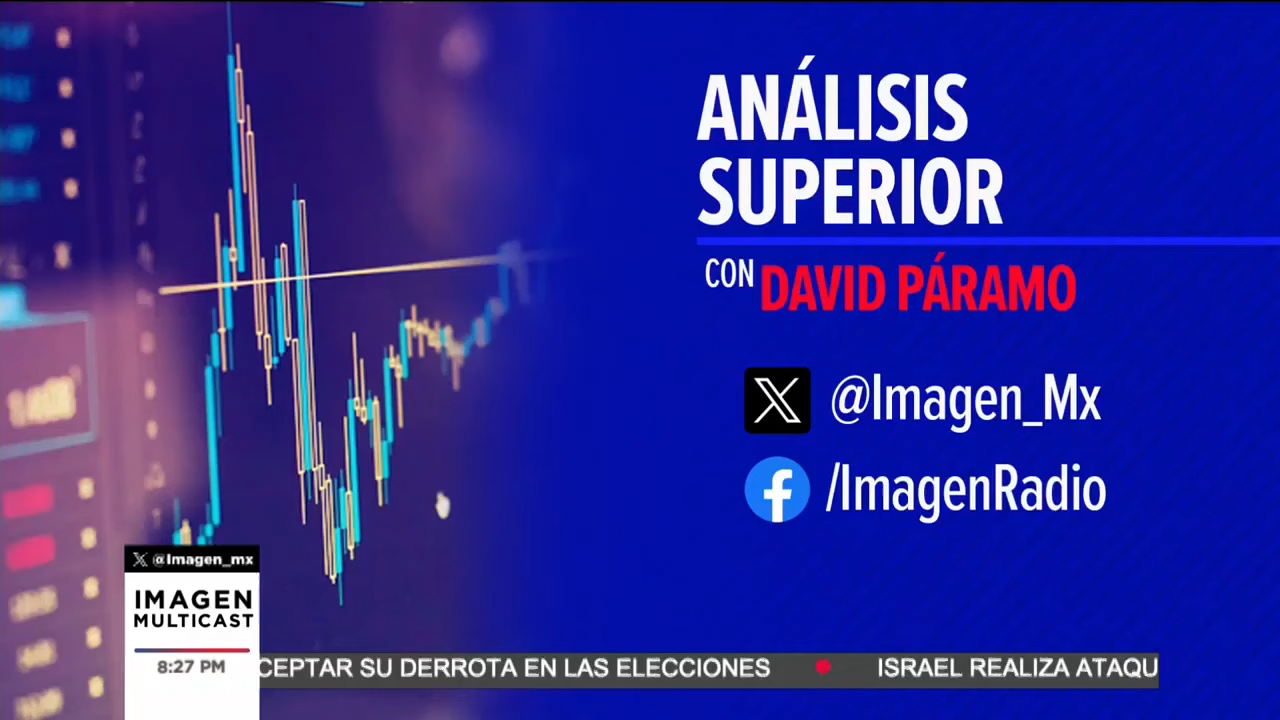 ANÁLISIS
SUPERIOR
CON DAVID PÁRAMO
@Imagen_Mx
/ImagenRadio
@Imagen_mx
IMAGEN
MULTICAST
8:27 PM
CEPTAR SU DERROTA EN LAS ELECCIONES • ISRAEL REALIZA ATAQU